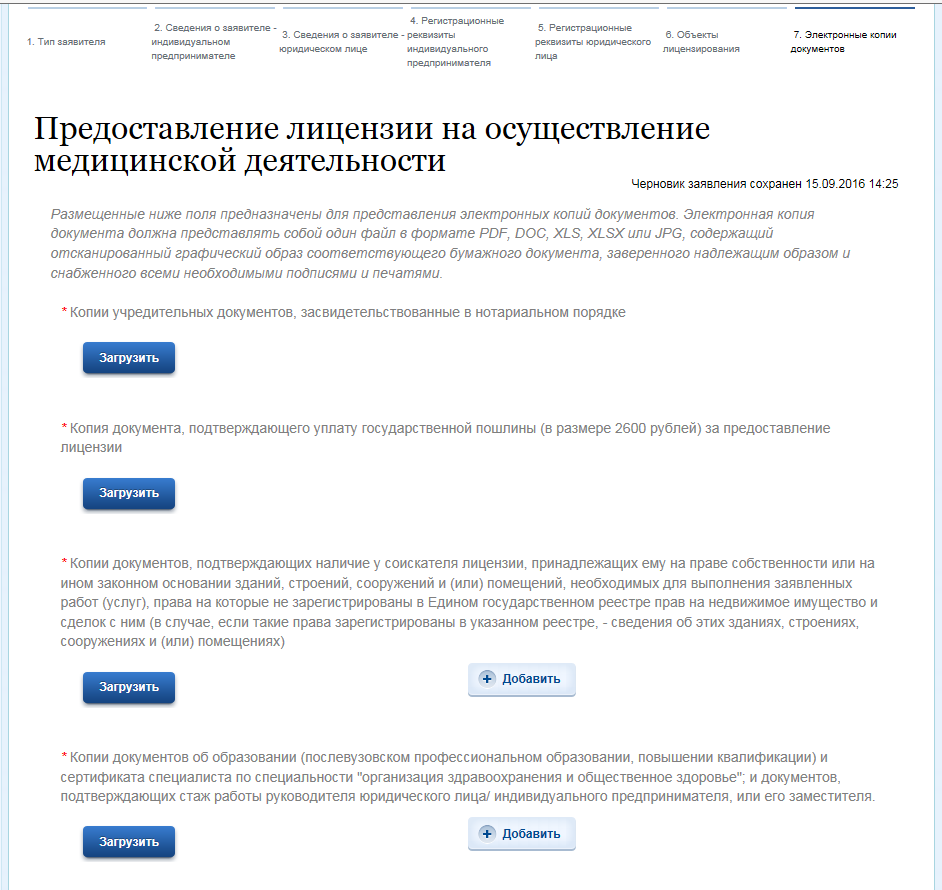 1. Тип заявителя
2. Сведения о заявителе -
индивидуальном
предпринимателе
3. Сведения о заявителе -
юридическом лице
4. Регистрационные
реквизиты
индивидуального
предпринимателя
5. Регистрационные
реквизиты юридического
лица
6. Объекты
лицензирования
7. Электронные копии
документов
Предоставление лицензии на осуществление
медицинской деятельности
Черновик заявления сохранен 15.09.2016 14:25
Размещенные ниже поля предназначены для представления электронных копий документов. Электронная копия
документа должна представлять собой один файл в формате PDF, DOC, XLS, XLSX или JPG, содержащий
отсканированный графический образ соответствующего бумажного документа, заверенного надлежащим образом и
снабженного всеми необходимыми подписями и печатями.
* Копии учредительных документов, засвидетельствованные в нотариальном порядке
Загрузить
* Копия документа, подтверждающего уплату государственной пошлины (в размере 2600 рублей) за предоставление
лицензии
Загрузить
* Копии документов, подтверждающих наличие у соискателя лицензии, принадлежащих ему на праве собственности или на
ином законном основании зданий, строений, сооружений и (или) помещений, необходимых для выполнения заявленных
работ (услуг), права на которые не зарегистрированы в Едином государственном реестре прав на недвижимое имущество и
сделок с ним (в случае, если такие права зарегистрированы в указанном реестре, - сведения об этих зданиях, строениях,
сооружениях и (или) помещениях)
Загрузить
+ Добавить
* Копии документов об образовании (послевузовском профессиональном образовании, повышении квалификации) и
сертификата специалиста по специальности "организация здравоохранения и общественное здоровье"; и документов,
подтверждающих стаж работы руководителя юридического лица/ индивидуального предпринимателя, или его заместителя.
Загрузить
+ Добавить